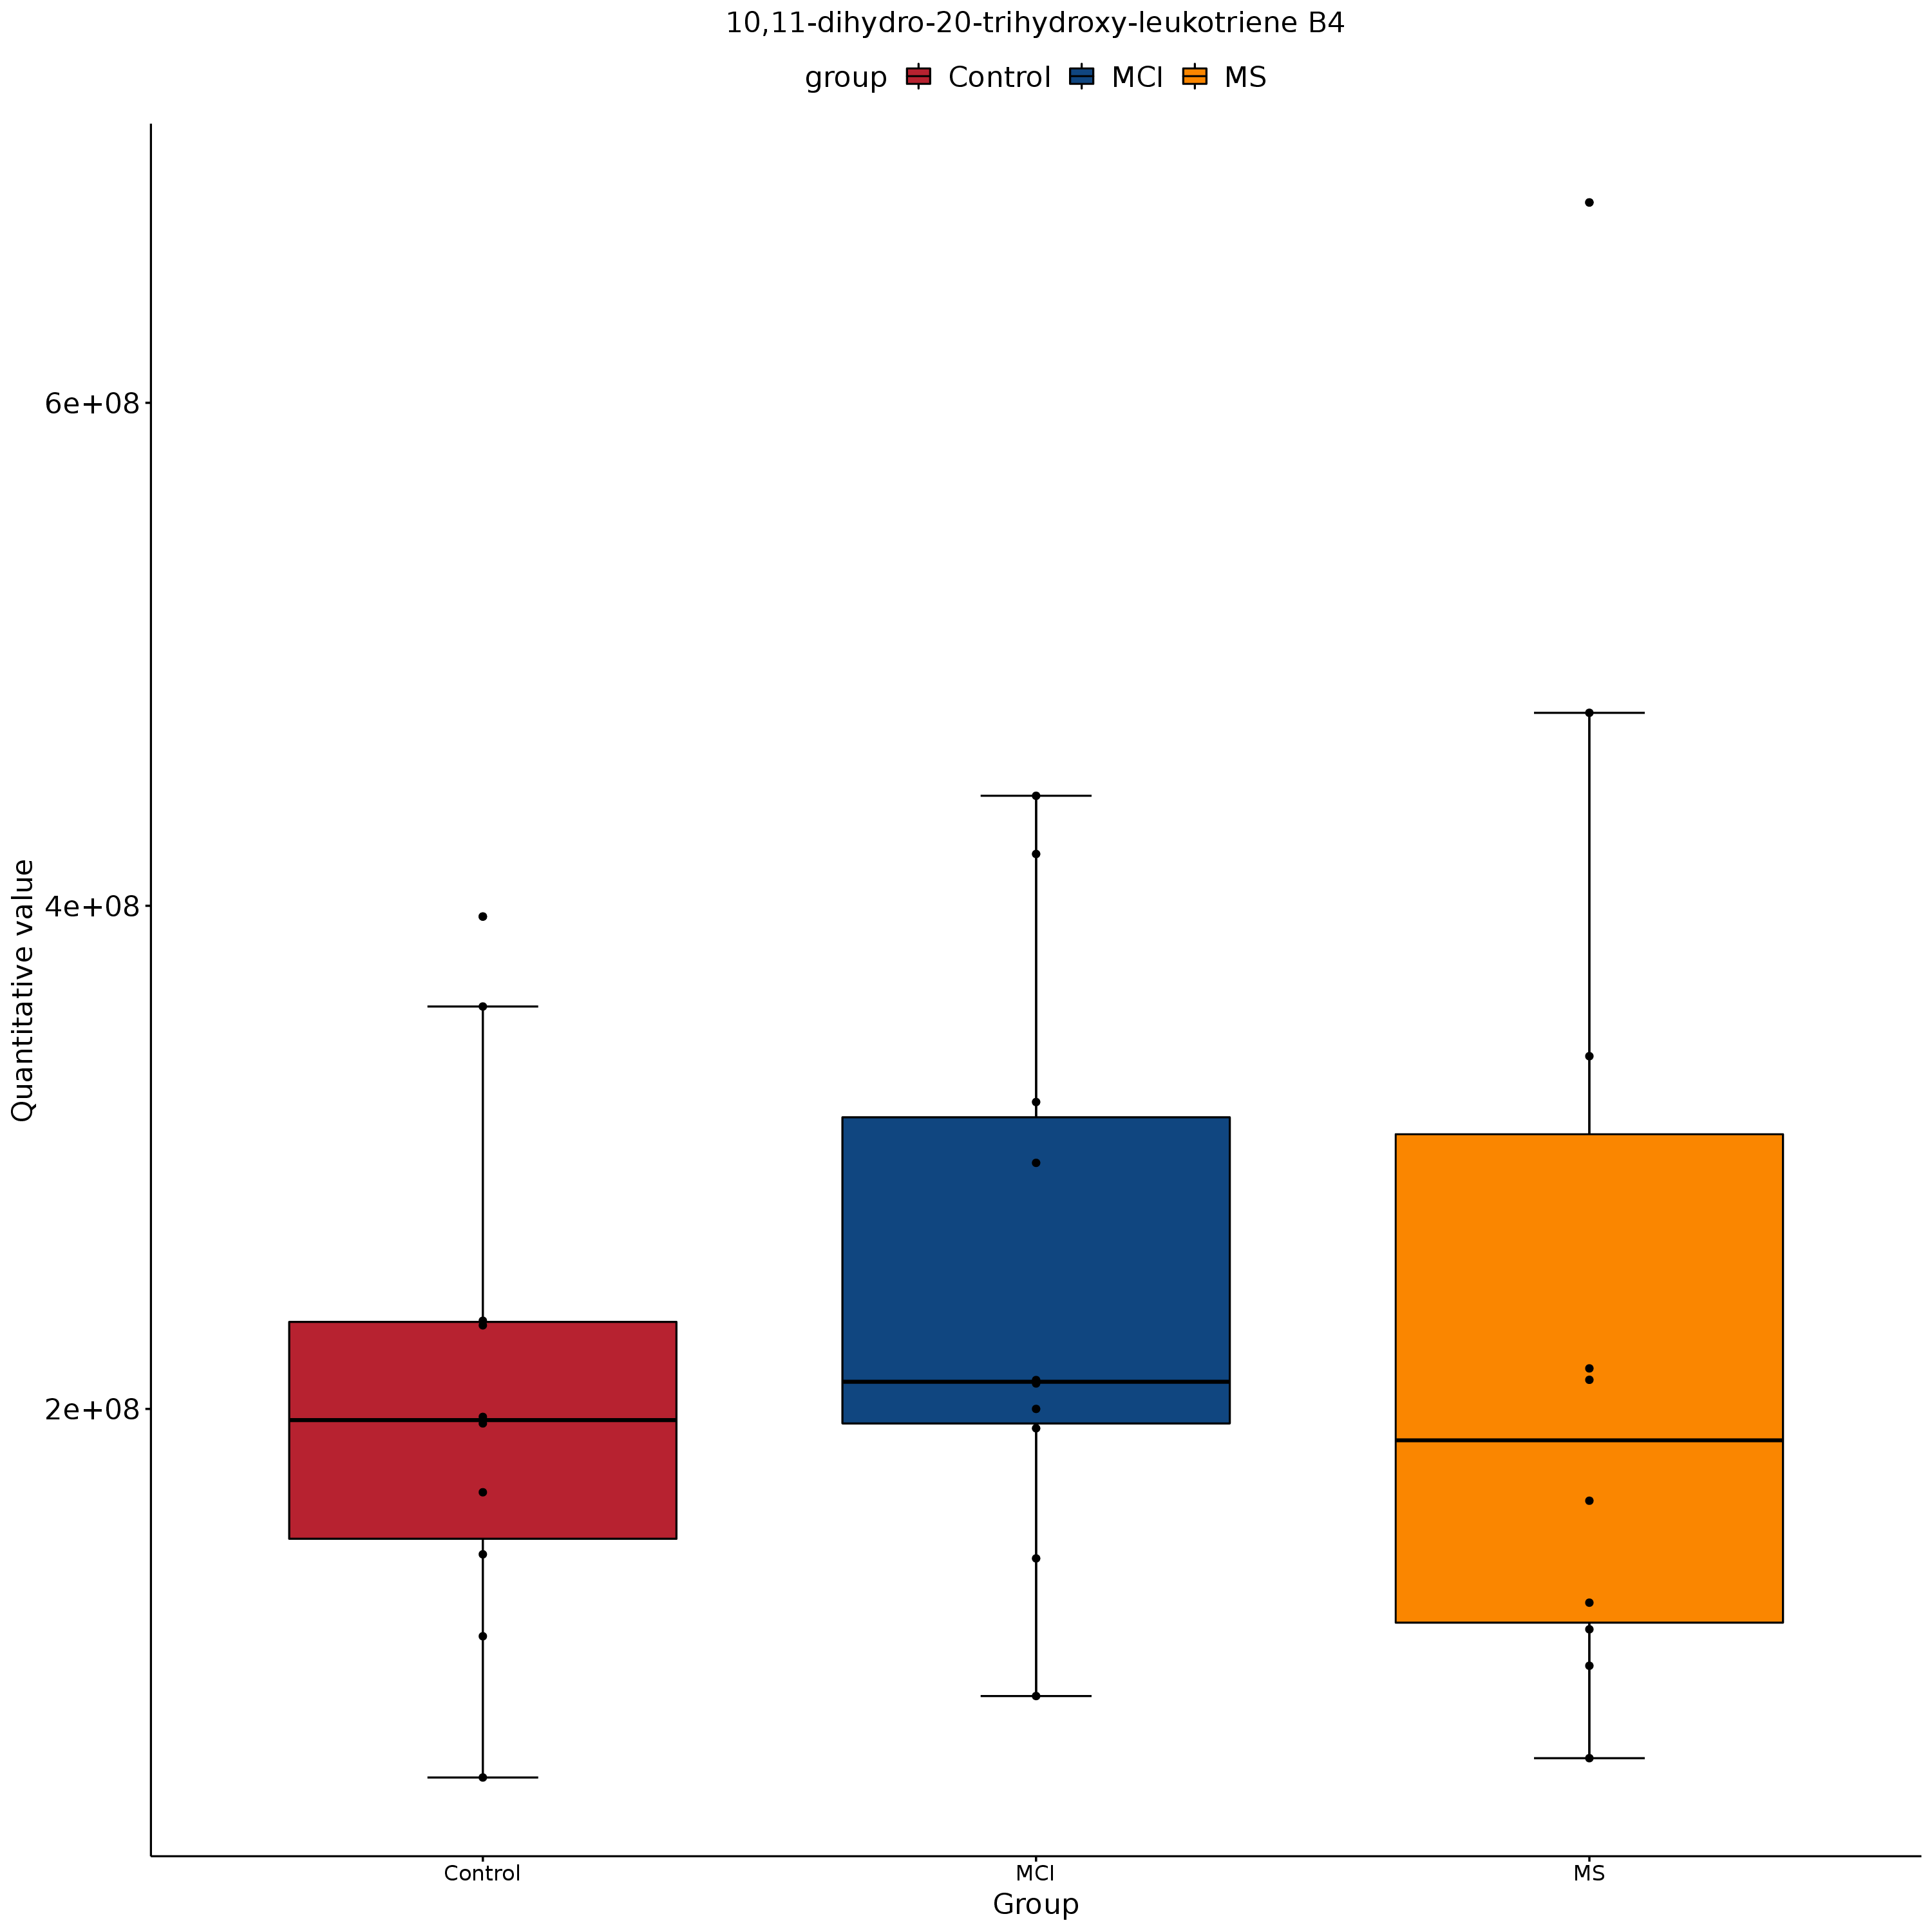 10,11-dihydro-20-trihydroxy-leukotriene B4
group Control MCI MS
Quantitative value
6e+08
4e+08
2e+08
Control MCI MS
Group